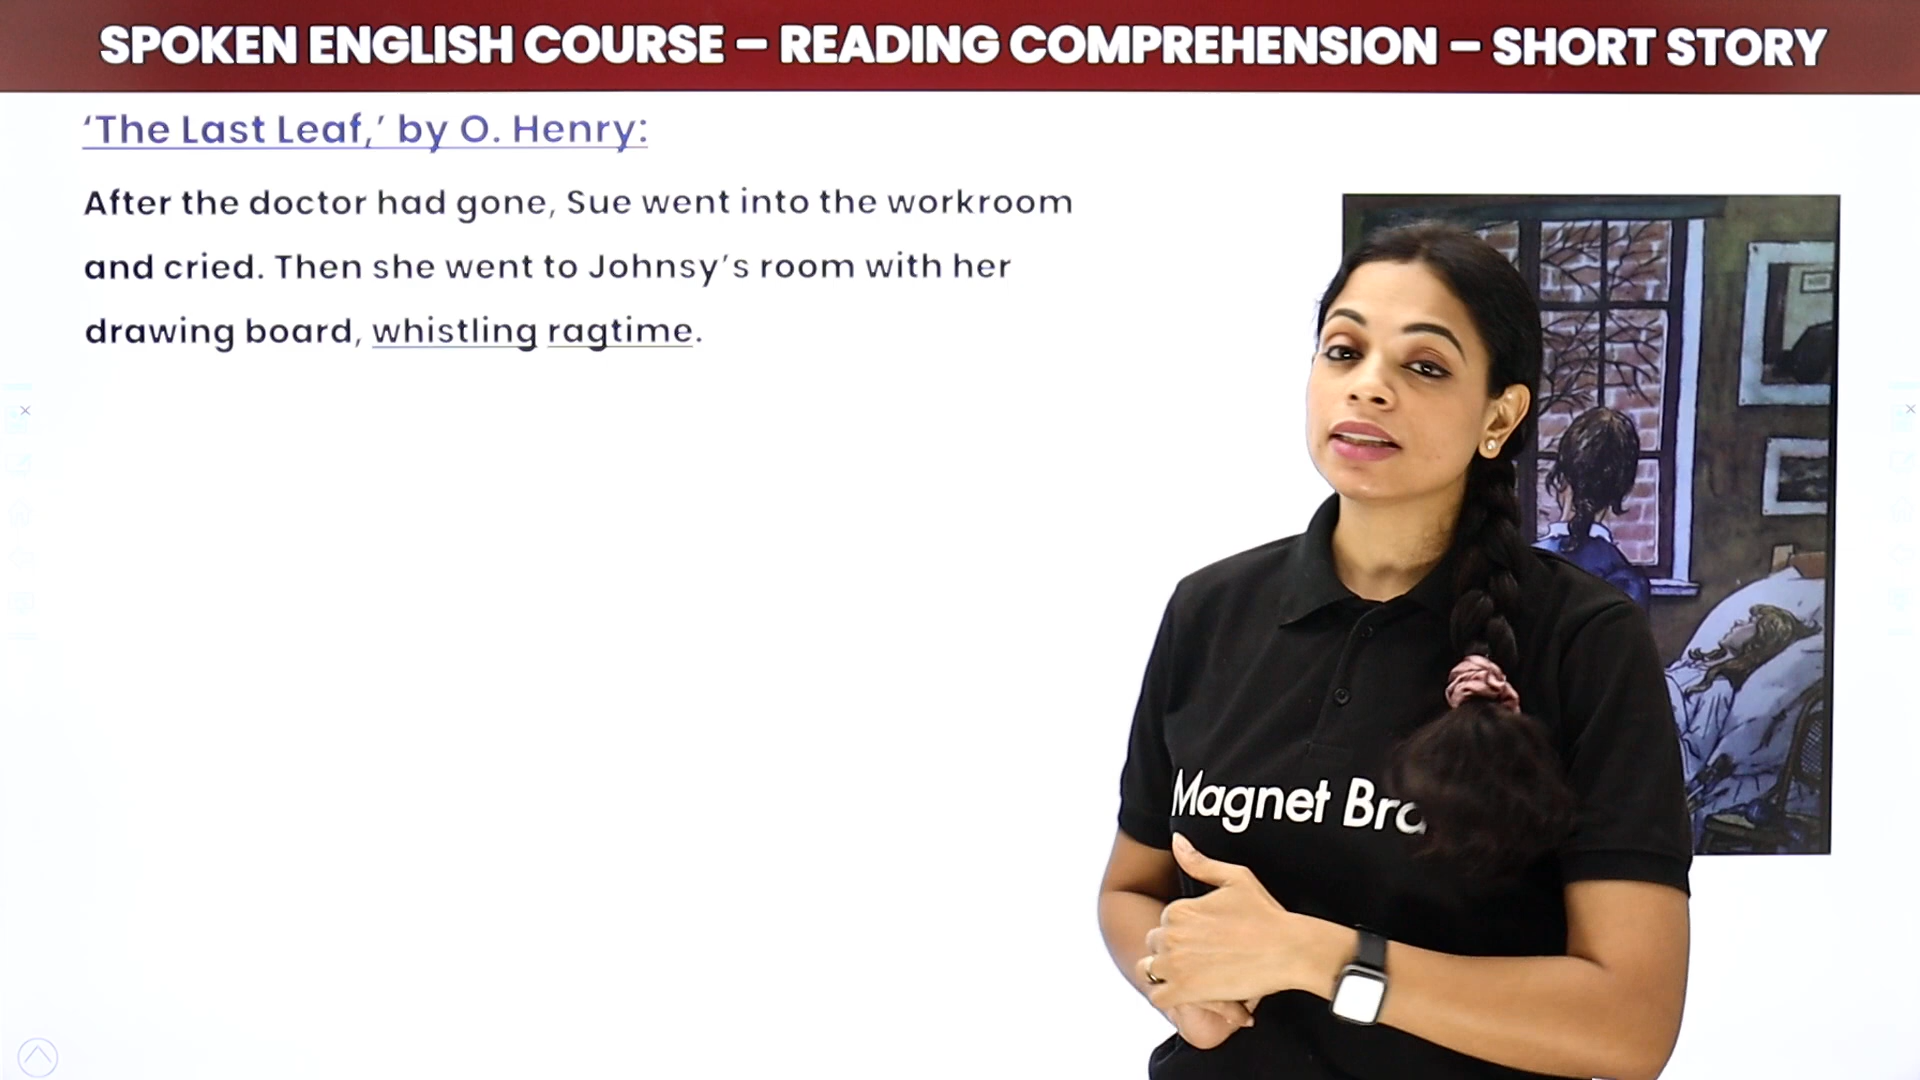 SPOKEN ENGLISH COURSE – READING COMPREHENSION – SHORT STORY
‘The Last Leaf,’ by O. Henry:
After the doctor had gone, Sue went into the workroom
and cried. Then she went to Johnsy’s room with her
drawing board, whistling ragtime.
Magnet Bra